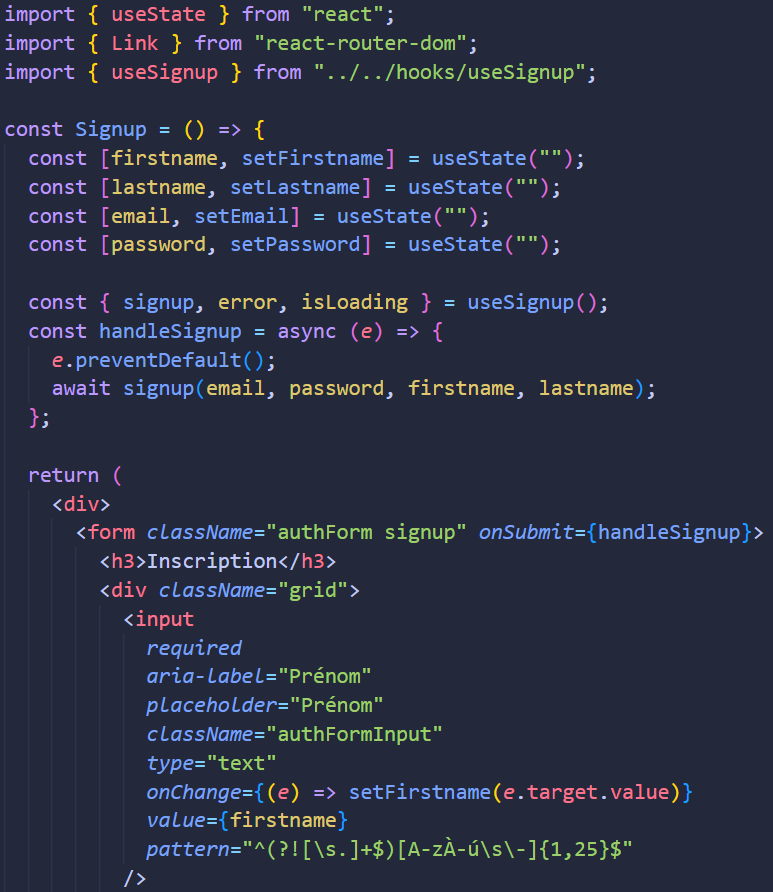 import { useState } from "react";
import { Link } from "react-router-dom";
import { useSignup } from "../../hooks/useSignup";

const Signup = () => {
  const [firstname, setFirstname] = useState("");
  const [lastname, setLastname] = useState("");
  const [email, setEmail] = useState("");
  const [password, setPassword] = useState("");

  const { signup, error, isLoading } = useSignup();
  const handleSignup = async (e) => {
    e.preventDefault();
    await signup(email, password, firstname, lastname);
  };

  return (
    <div>
      <form className="authForm signup" onSubmit={handleSignup}>
        <h3>Inscription</h3>
        <div className="grid">
          <input
            required
            aria-label="Prénom"
            placeholder="Prénom"
            className="authFormInput"
            type="text"
            onChange={(e) => setFirstname(e.target.value)}
            value={firstname}
            pattern="^(?![\s.]+$)[A-zÀ-ú\s\-]{1,25}$"
          />